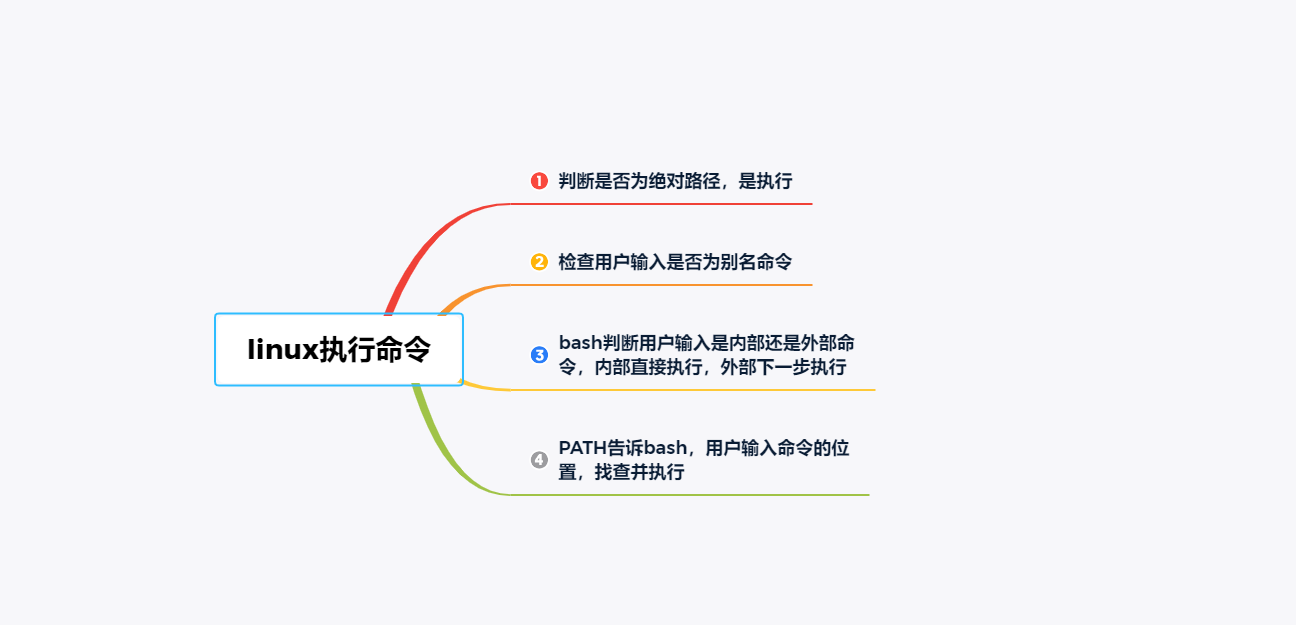 1 判断是否为绝对路径，是执行
2 检查用户输入是否为别名命令
linux执行命令
3 bash判断用户输入是内部还是外部命
令，内部直接执行，外部下一步执行
4 PATH告诉bash，用户输入命令的位
置，找查并执行